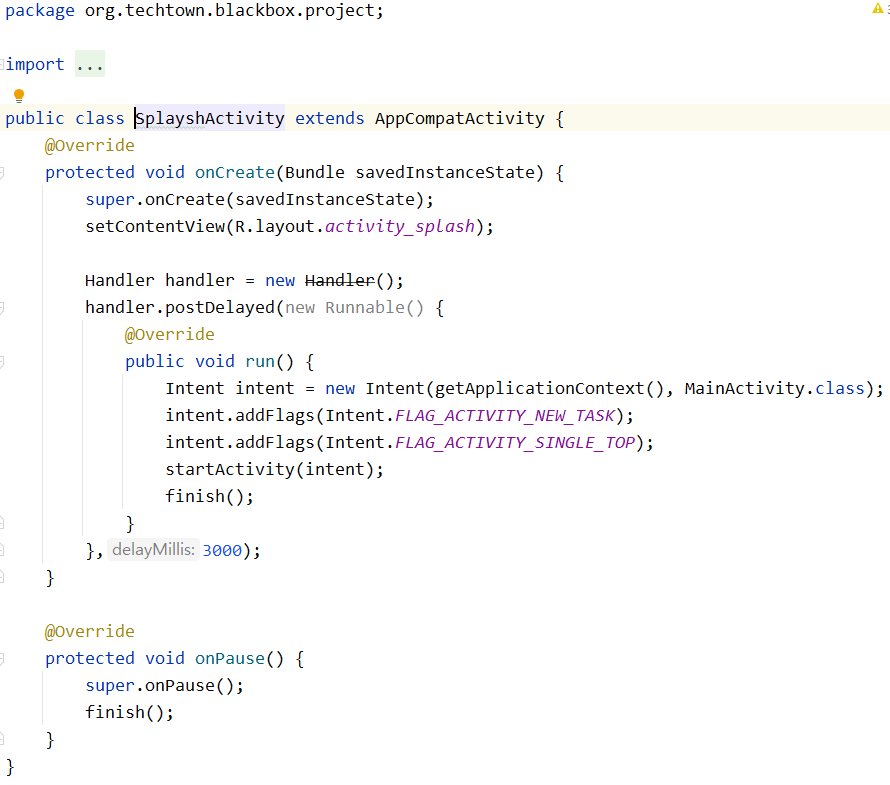 package org.techtown.blackbox.project;
import ...
public class SplayshActivity extends AppCompatActivity {
@Override
protected void onCreate(Bundle savedInstanceState) {
super.onCreate(savedInstanceState);
setContentView(R.layout.activity_splash);
Handler handler = new Handler();
handler.postDelayed(new Runnable() {
@Override
public void run() {
Intent intent = new Intent(getApplicationContext(), MainActivity.class);
intent.addFlags(Intent.FLAG_ACTIVITY_NEW_TASK);
intent.addFlags(Intent.FLAG_ACTIVITY_SINGLE_TOP);
startActivity(intent);
finish();
}
}, delayMillis: 3000);
}
@Override
protected void onPause() {
super.onPause();
finish();
}
}